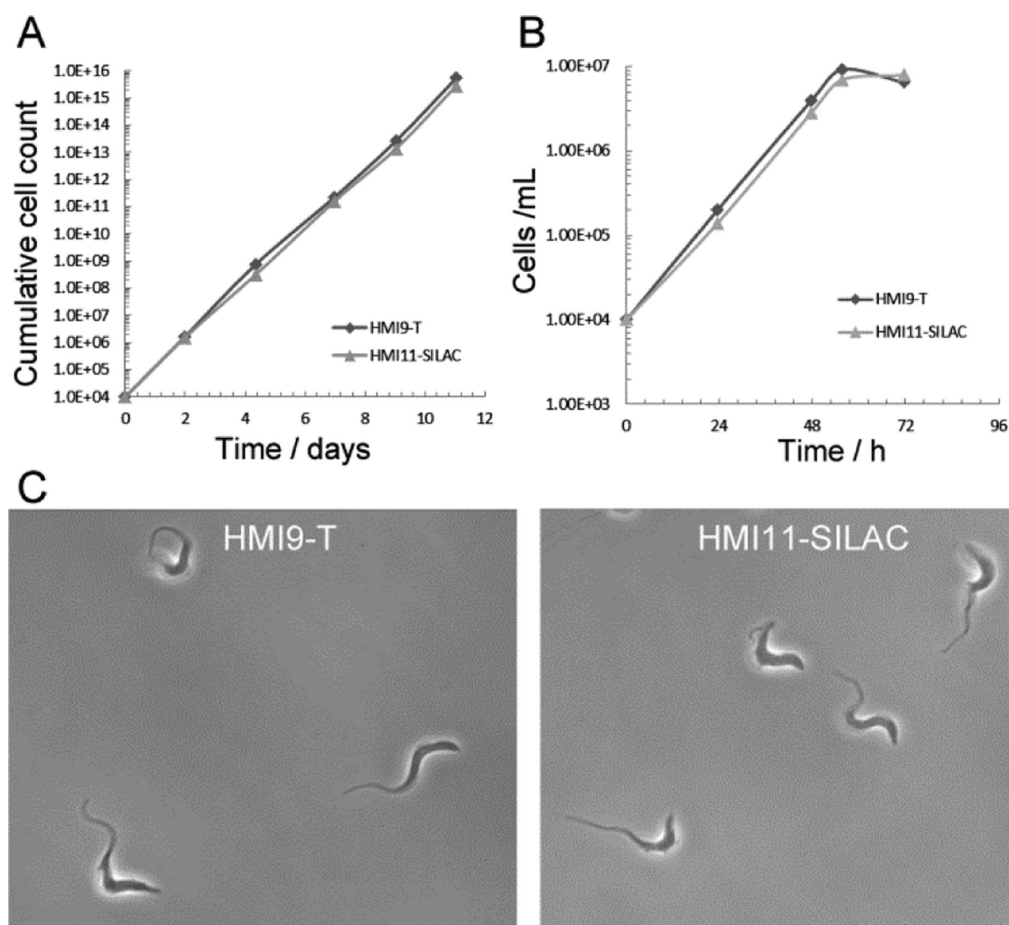 A
Cumulative cell count
1.0E+16
1.0E+15
1.0E+14
1.0E+13
1.0E+12
1.0E+11
1.0E+10
1.0E+09
1.0E+08
1.0E+07
1.0E+06
1.0E+05
1.0E+04
HMI9-T
HMI11-SILAC
0 2 4 6 8 10 12
Time / days
B
Cells /mL
1.00E+07
1.00E+06
1.00E+05
1.00E+04
1.00E+03
HMI9-T
HMI11-SILAC
0 24 48 72 96
Time / h
C
HMI9-T
HMI11-SILAC